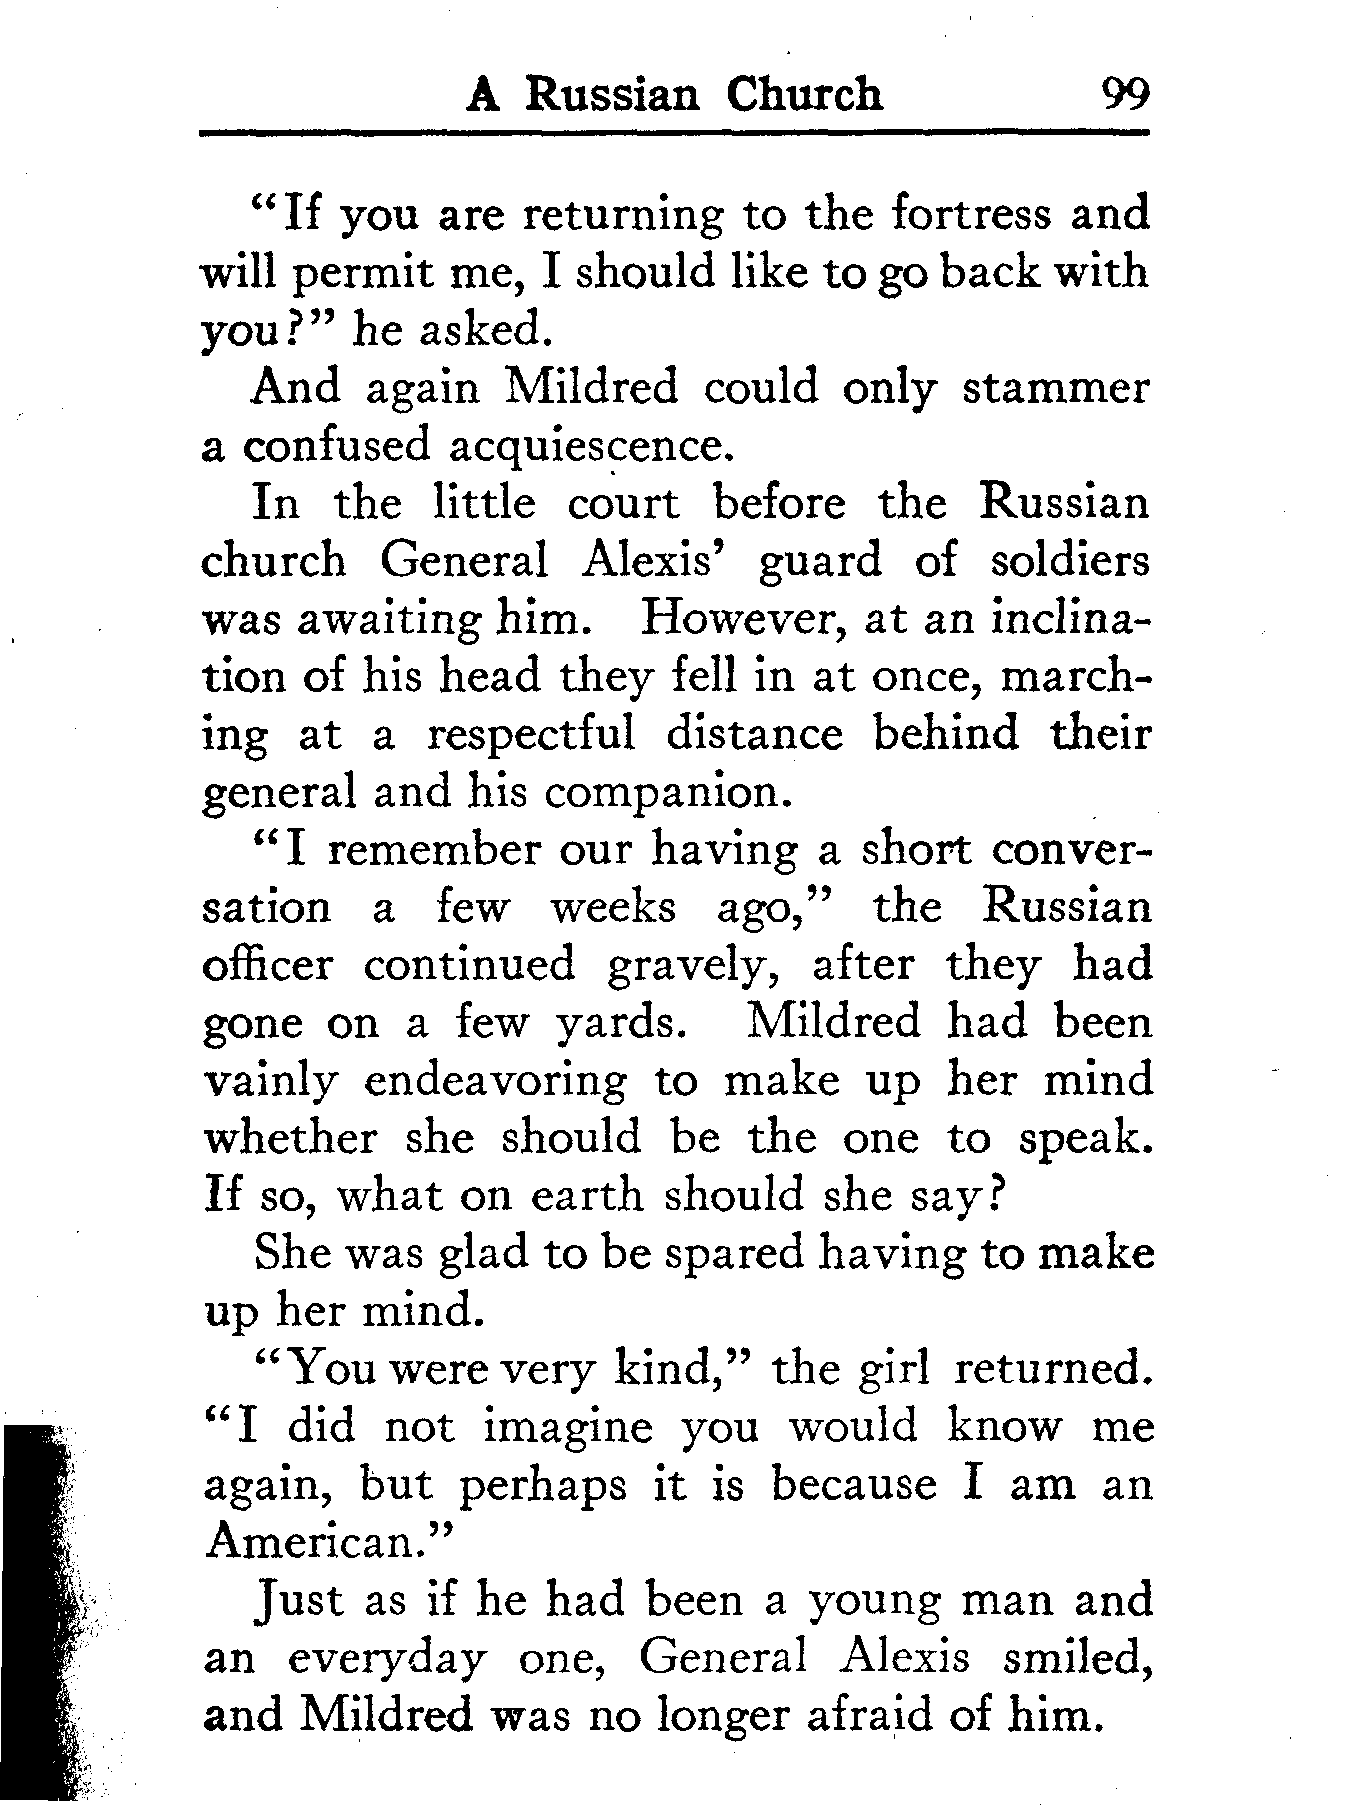 A Russian Church 99
“If you are returning to the fortress and
will permit me, I should like to go back with
you?” he asked.
And again Mildred could only stammer
a confused acquiescence.
In the little court before the Russian
church General Alexis’ guard of soldiers
was awaiting him. However, at an inclina-
tion of his head they fell in at once, march-
ing at a respectful distance behind their
general and his companion.
“I remember our having a short conver-
sation a few weeks ago,” the Russian
officer continued gravely, after they had
gone on a few yards. Mildred had been
vainly endeavoring to make up her mind
whether she should be the one to speak.
If so, what on earth should she say?
She was glad to be spared having to make
up her mind.
“You were very kind,” the girl returned.
“I did not imagine you would know me
again, but perhaps it is because I am an
American.”
Just as if he had been a young man and
an everyday one, General Alexis smiled,
and Mildred was no longer afraid of him.